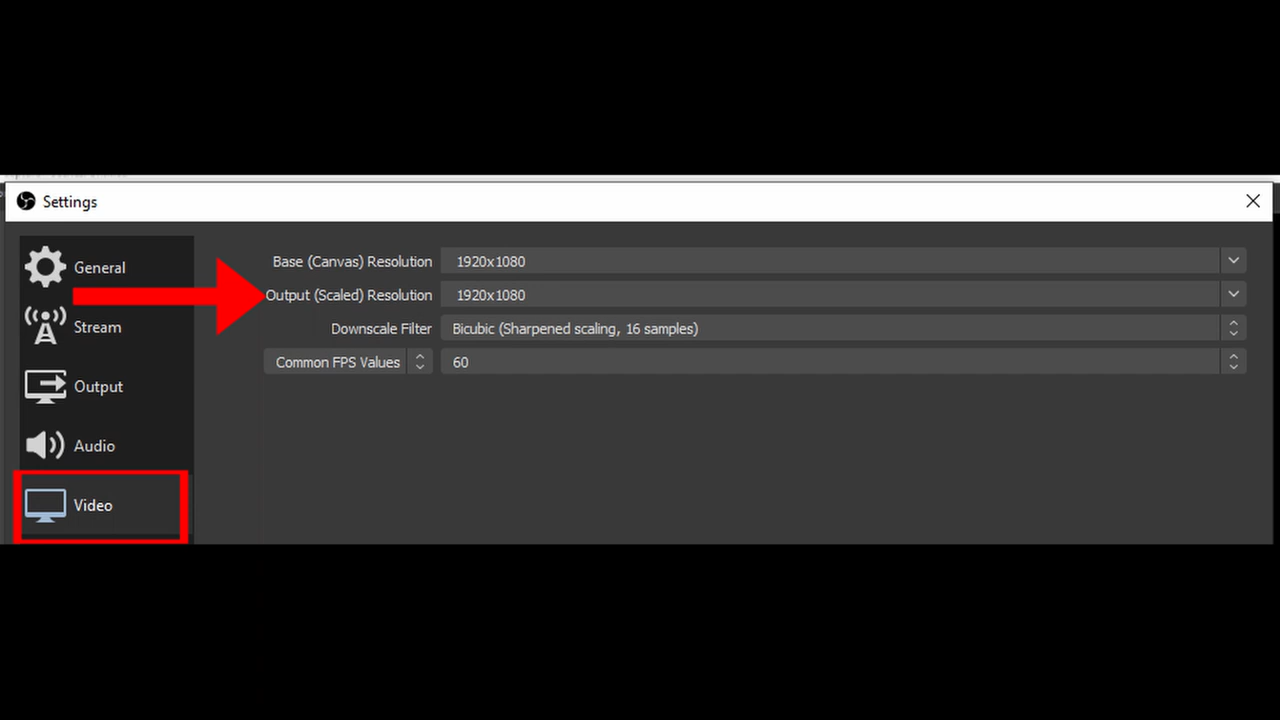 Settings
General
Stream
Output
Audio
Video
Base (Canvas) Resolution 1920x1080
Output (Scaled) Resolution 1920x1080
Downscale Filter Bicubic (Sharpened scaling, 16 samples)
Common FPS Values 60